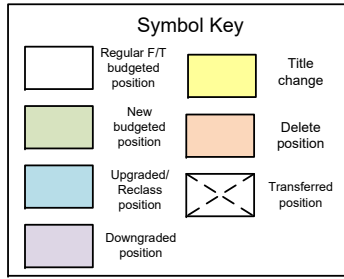 Symbol Key
Regular F/T
budgeted
position
New
budgeted
position
Upgraded/
Reclass
position
Downgraded
position
Title
change
Delete
position
Transferred
position